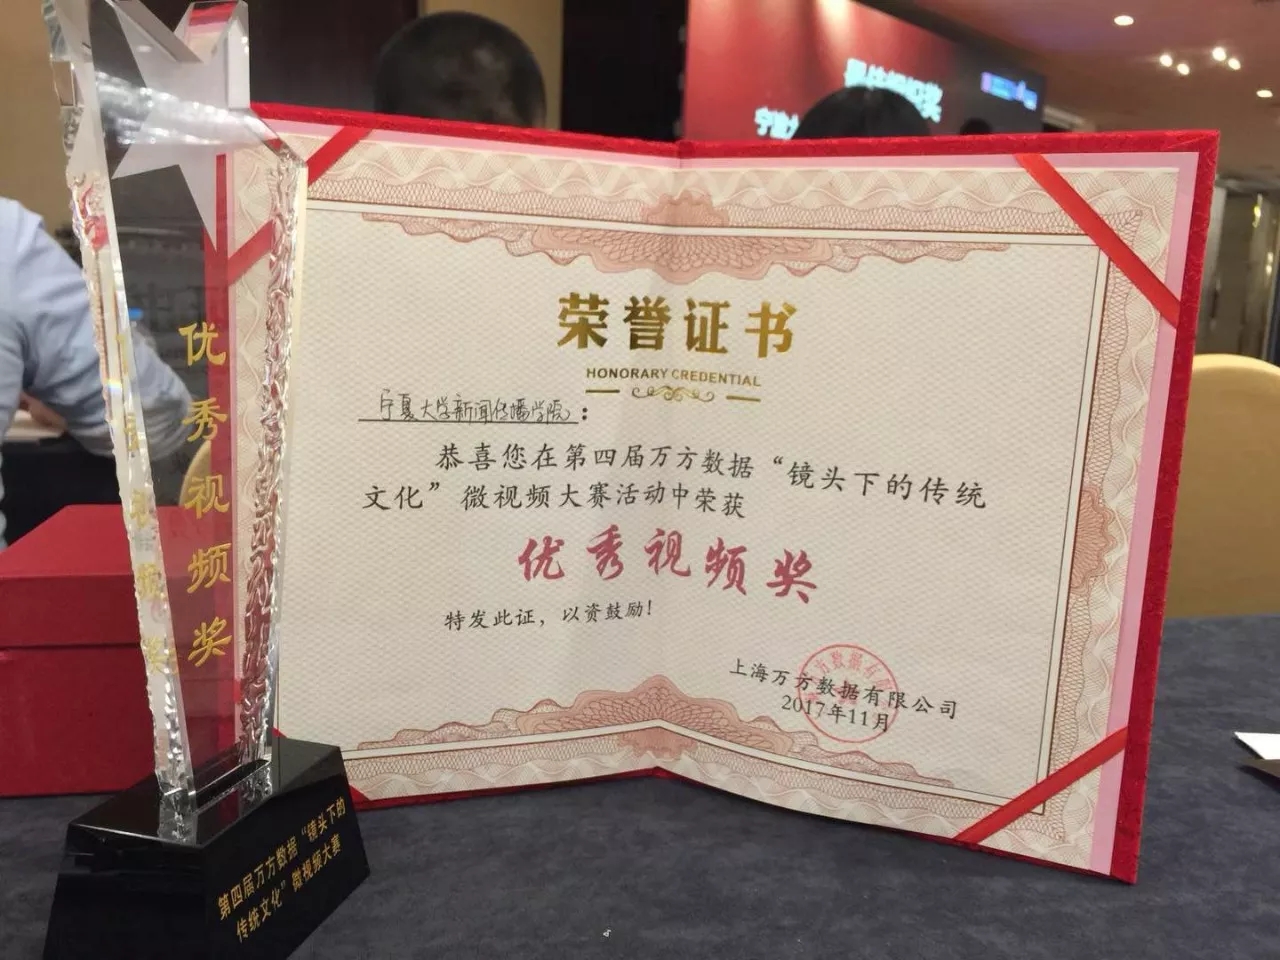 荣誉证书
HONORARY CREDENTIAL
宁夏大学新闻传播学院：
恭喜您在第四届万方数据“镜头下的传统
文化”微视频大赛活动中荣获
优秀视频奖
特发此证，以资鼓励！
上海万方数据有限公司
2017年11月
优秀视频奖
第四届万方数据“镜头下的
传统文化”微视频大赛